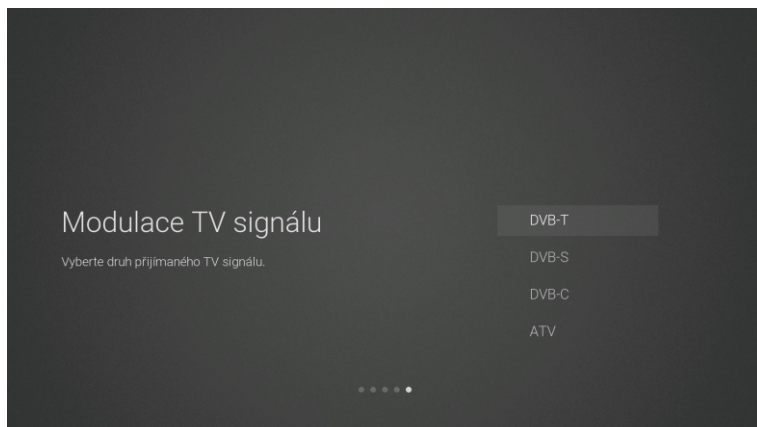 Modulace TV signálu
Vyberte druh přijímaného TV signálu.
DVB-T
DVB-S
DVB-C
ATV